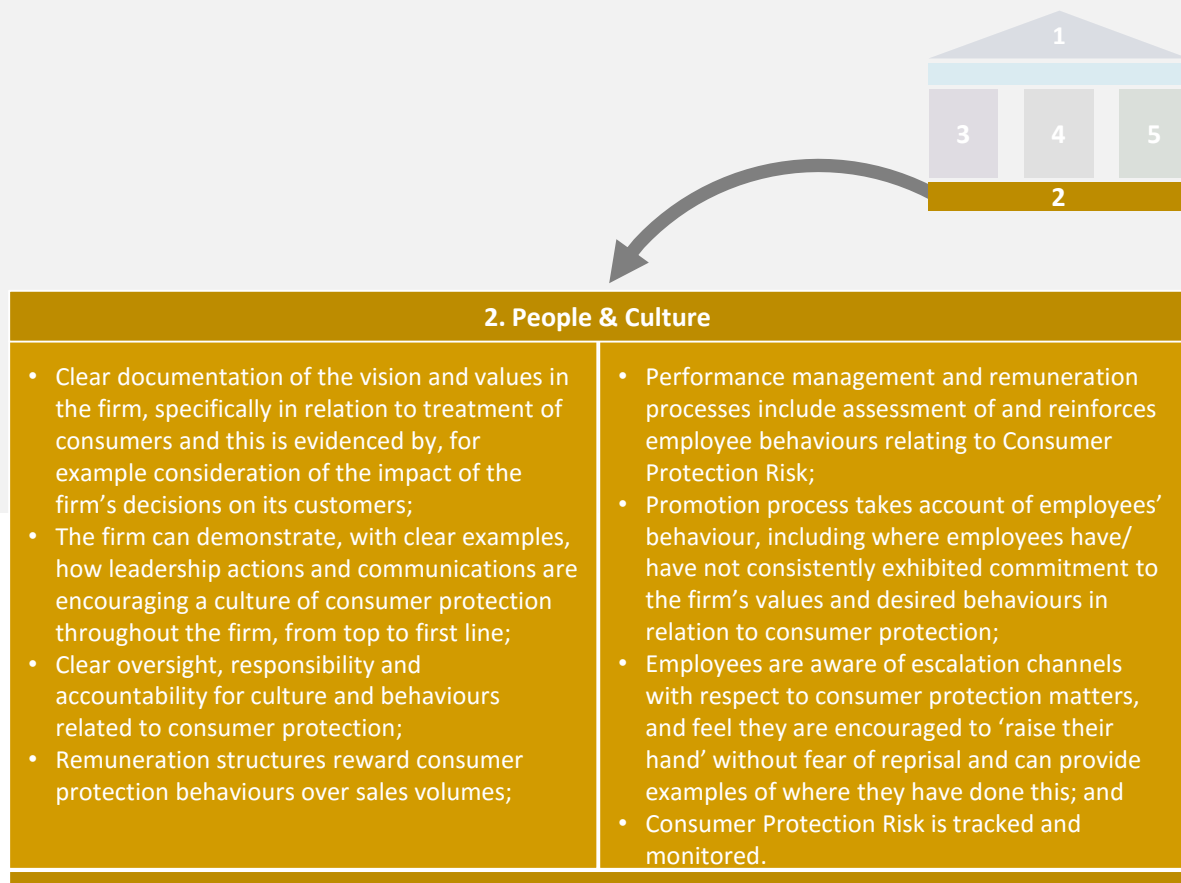 1
3 4 5
2
2. People & Culture
• Clear documentation of the vision and values in
the firm, specifically in relation to treatment of
consumers and this is evidenced by, for
example consideration of the impact of the
firm’s decisions on its customers;
• The firm can demonstrate, with clear examples,
how leadership actions and communications are
encouraging a culture of consumer protection
throughout the firm, from top to first line;
• Clear oversight, responsibility and
accountability for culture and behaviours
related to consumer protection;
• Remuneration structures reward consumer
protection behaviours over sales volumes;
• Performance management and remuneration
processes include assessment of and reinforces
employee behaviours relating to Consumer
Protection Risk;
• Promotion process takes account of employees’
behaviour, including where employees have/
have not consistently exhibited commitment to
the firm’s values and desired behaviours in
relation to consumer protection;
• Employees are aware of escalation channels
with respect to consumer protection matters,
and feel they are encouraged to ‘raise their
hand’ without fear of reprisal and can provide
examples of where they have done this; and
• Consumer Protection Risk is tracked and
monitored.